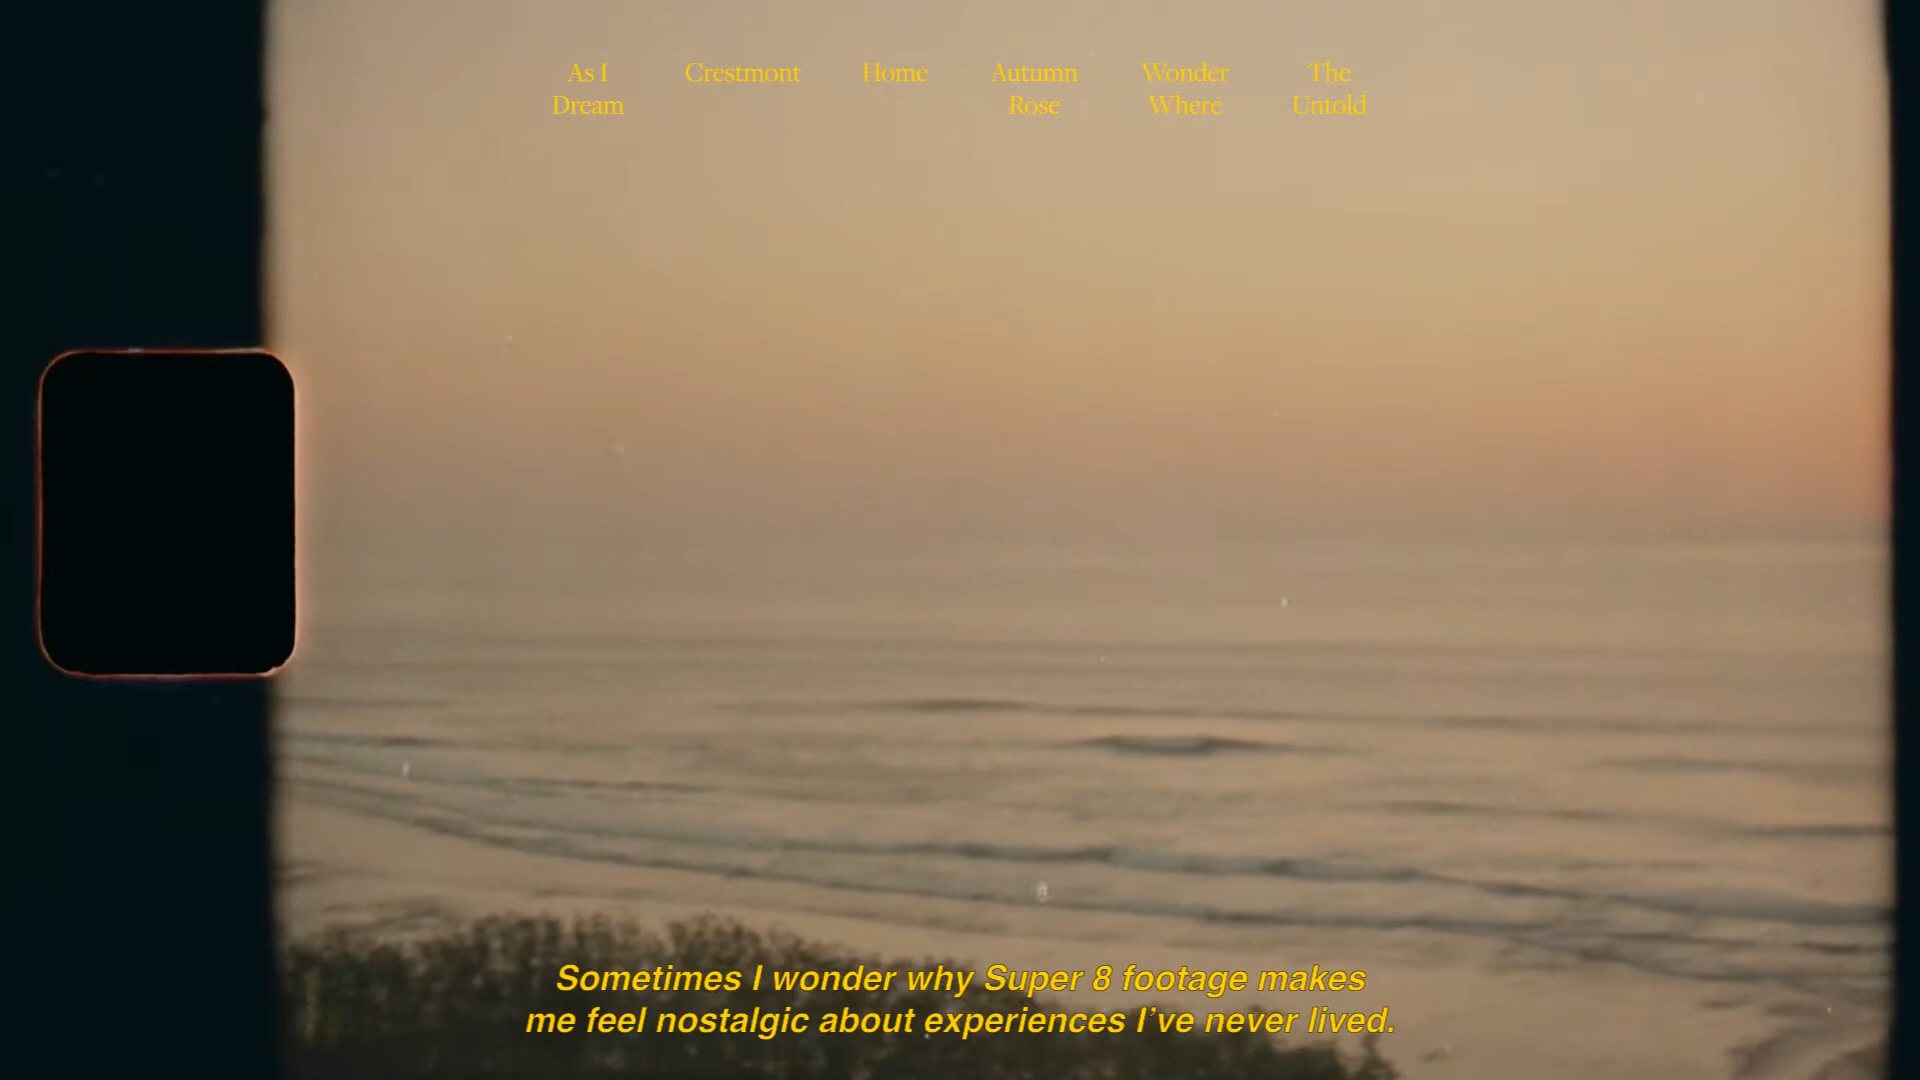 As I Dream
Crestmont
Home
Autumn Rose
Wonder Where
The Untold
Sometimes I wonder why Super 8 footage makes
me feel nostalgic about experiences I’ve never lived.